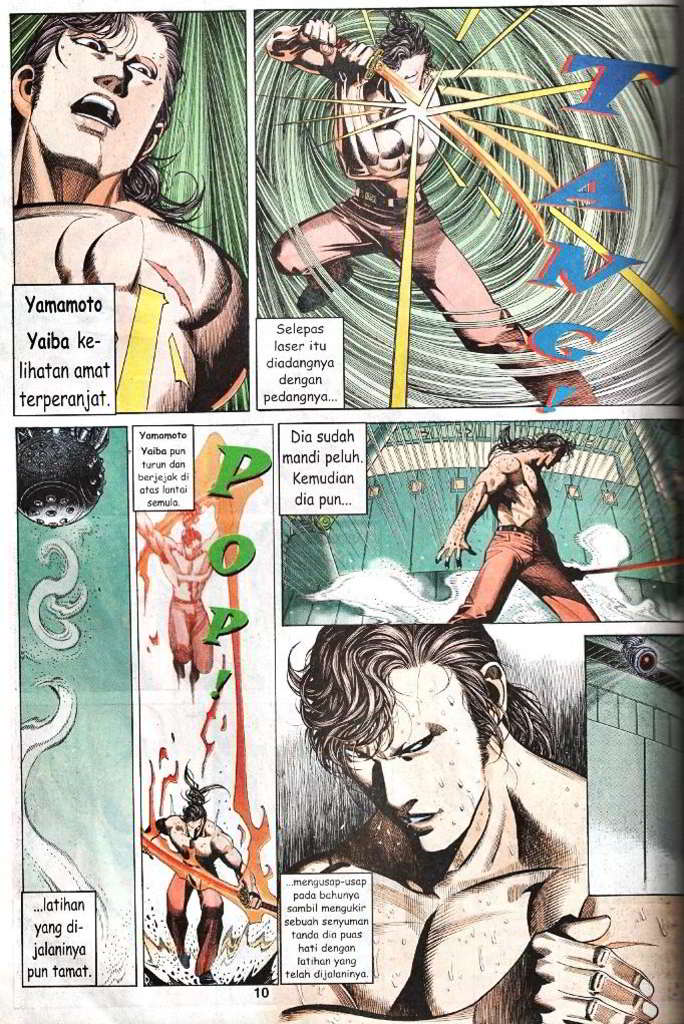 Yamamoto
Yaiba ke-
lihatan amat
terperanjat.
TANG!
Selepas
laser itu
diadangnya
dengan
pedangnya...
...latihan
yang di-
jalaninya
pun tamat.
Yamamoto
Yaiba pun
turun dan
berjejak di
atas lantai
semula.
POP!
Dia sudah
mandi peluh.
Kemudian
dia pun...
...mengusap-usap
pada bahunya
sambil mengukir
sebuah senyuman
tanda dia puas
hati dengan
latihan yang
telah dijalaninya.
10